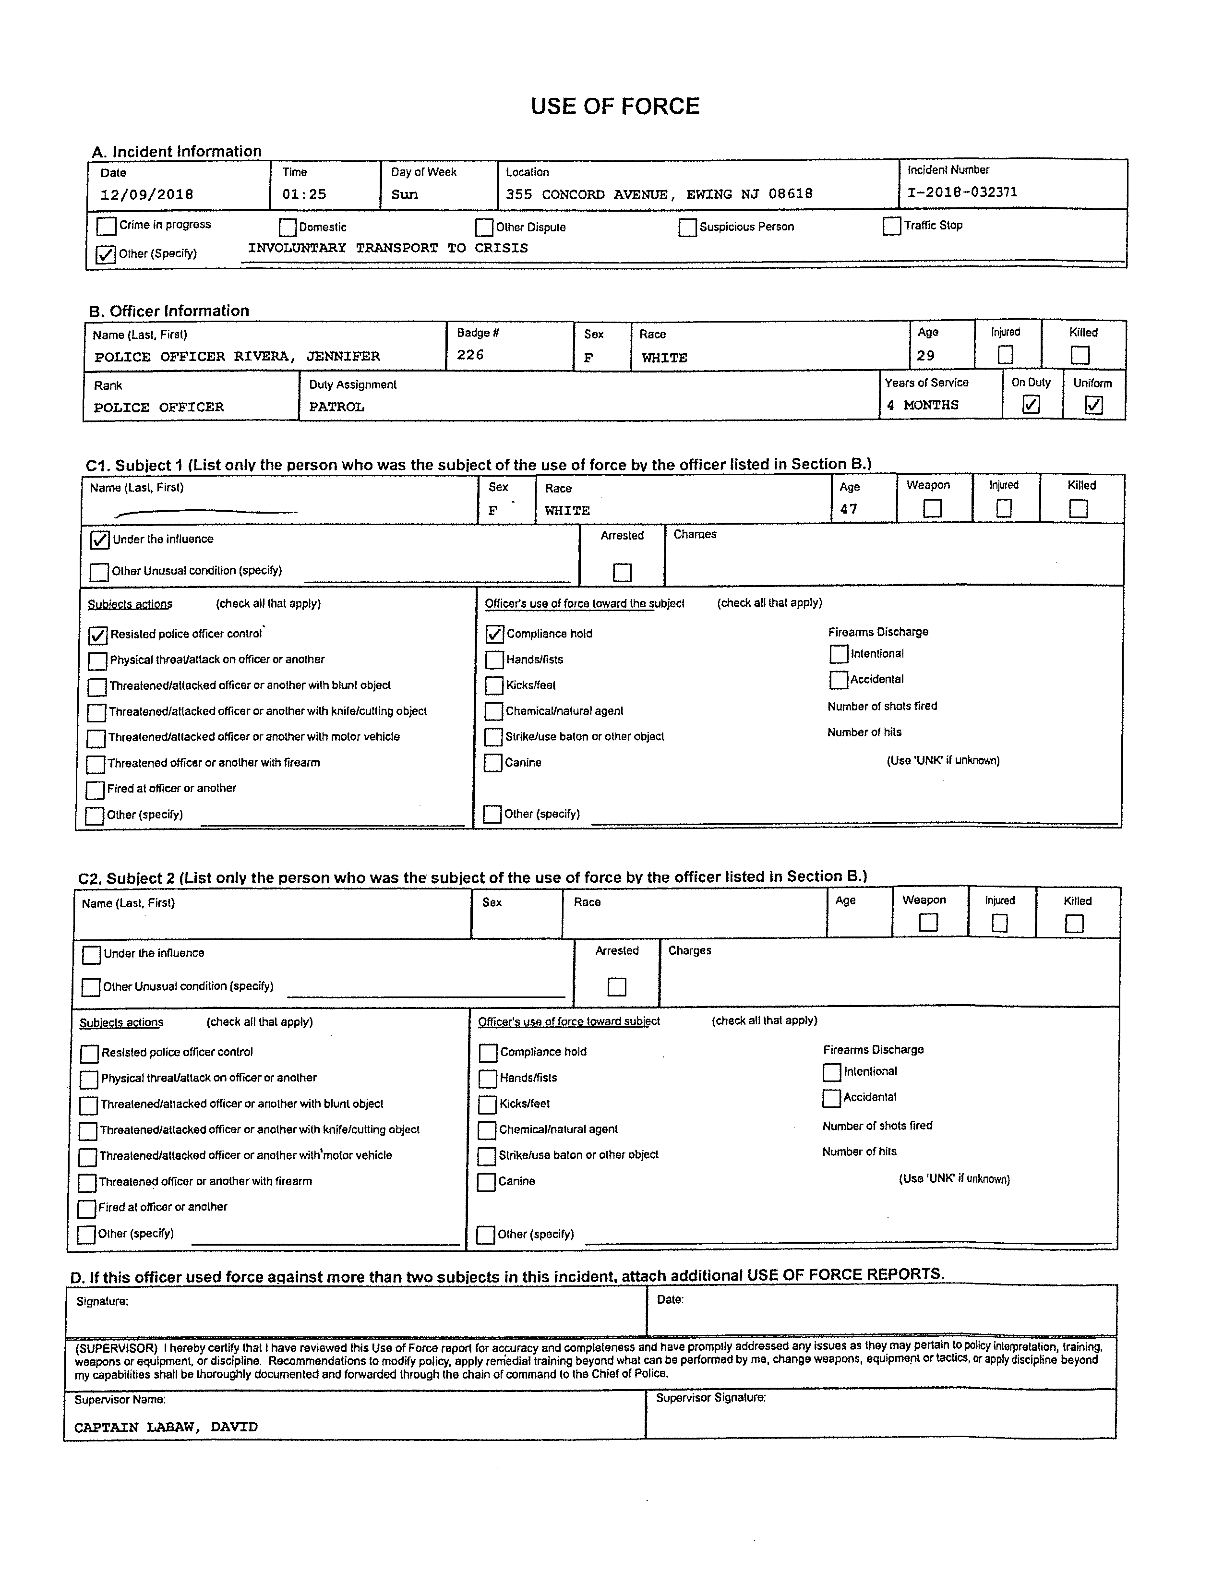 USE OF FORCE
A. Incident Information
Date Time Day of Week Location Incident Number
12/09/2018 01:25 Sun 355 CONCORD AVENUE, EWING NJ 08618 I-2018-032371
Crime in progress Domestic Other Dispute Suspicious Person Traffic Stop
Other (Specify) INVOLUNTARY TRANSPORT TO CRISIS
B. Officer Information
Name (Last, First) Badge # Sex Race Age Injured Killed
POLICE OFFICER RIVERA, JENNIFER 226 F WHITE 29
Rank Duty Assignment Years of Service On Duty Uniform
POLICE OFFICER PATROL 4 MONTHS
C1. Subject 1 (List only the person who was the subject of the use of force by the officer listed in Section B.)
Name (Last, First) Sex Race Age Weapon Injured Killed
F WHITE 47
Under the influence Arrested Charges
Other Unusual condition (specify)
Subjects actions (check all that apply) Officer's use of force toward the subject (check all that apply)
Resisted police officer control Compliance hold Firearms Discharge
Physical threat/attack on officer or another Hands/fists Intentional
Threatened/attacked officer or another with blunt object Kicks/feet Accidental
Threatened/attacked officer or another with knife/cutting object Chemical/natural agent Number of shots fired
Threatened/attacked officer or another with motor vehicle Strike/use baton or other object Number of hits
Threatened officer or another with firearm Canine (Use 'UNK' if unknown)
Fired at officer or another
Other (specify) Other (specify)
C2. Subject 2 (List only the person who was the subject of the use of force by the officer listed in Section B.)
Name (Last, First) Sex Race Age Weapon Injured Killed
Under the influence Arrested Charges
Other Unusual condition (specify)
Subjects actions (check all that apply) Officer's use of force toward subject (check all that apply)
Resisted police officer control Compliance hold Firearms Discharge
Physical threat/attack on officer or another Hands/fists Intentional
Threatened/attacked officer or another with blunt object Kicks/feet Accidental
Threatened/attacked officer or another with knife/cutting object Chemical/natural agent Number of shots fired
Threatened/attacked officer or another with motor vehicle Strike/use baton or other object Number of hits
Threatened officer or another with firearm Canine (Use 'UNK' if unknown)
Fired at officer or another
Other (specify) Other (specify)
D. If this officer used force against more than two subjects in this incident, attach additional USE OF FORCE REPORTS.
Signature: Date:
(SUPERVISOR) I hereby certify that I have reviewed this Use of Force report for accuracy and completeness and have promptly addressed any issues as they may pertain to policy interpretation, training,
weapons or equipment, or discipline. Recommendations to modify policy, apply remedial training beyond what can be performed by me, change weapons, equipment or tactics, or apply discipline beyond
my capabilities shall be thoroughly documented and forwarded through the chain of command to the Chief of Police.
Supervisor Name: Supervisor Signature:
CAPTAIN LABAW, DAVID